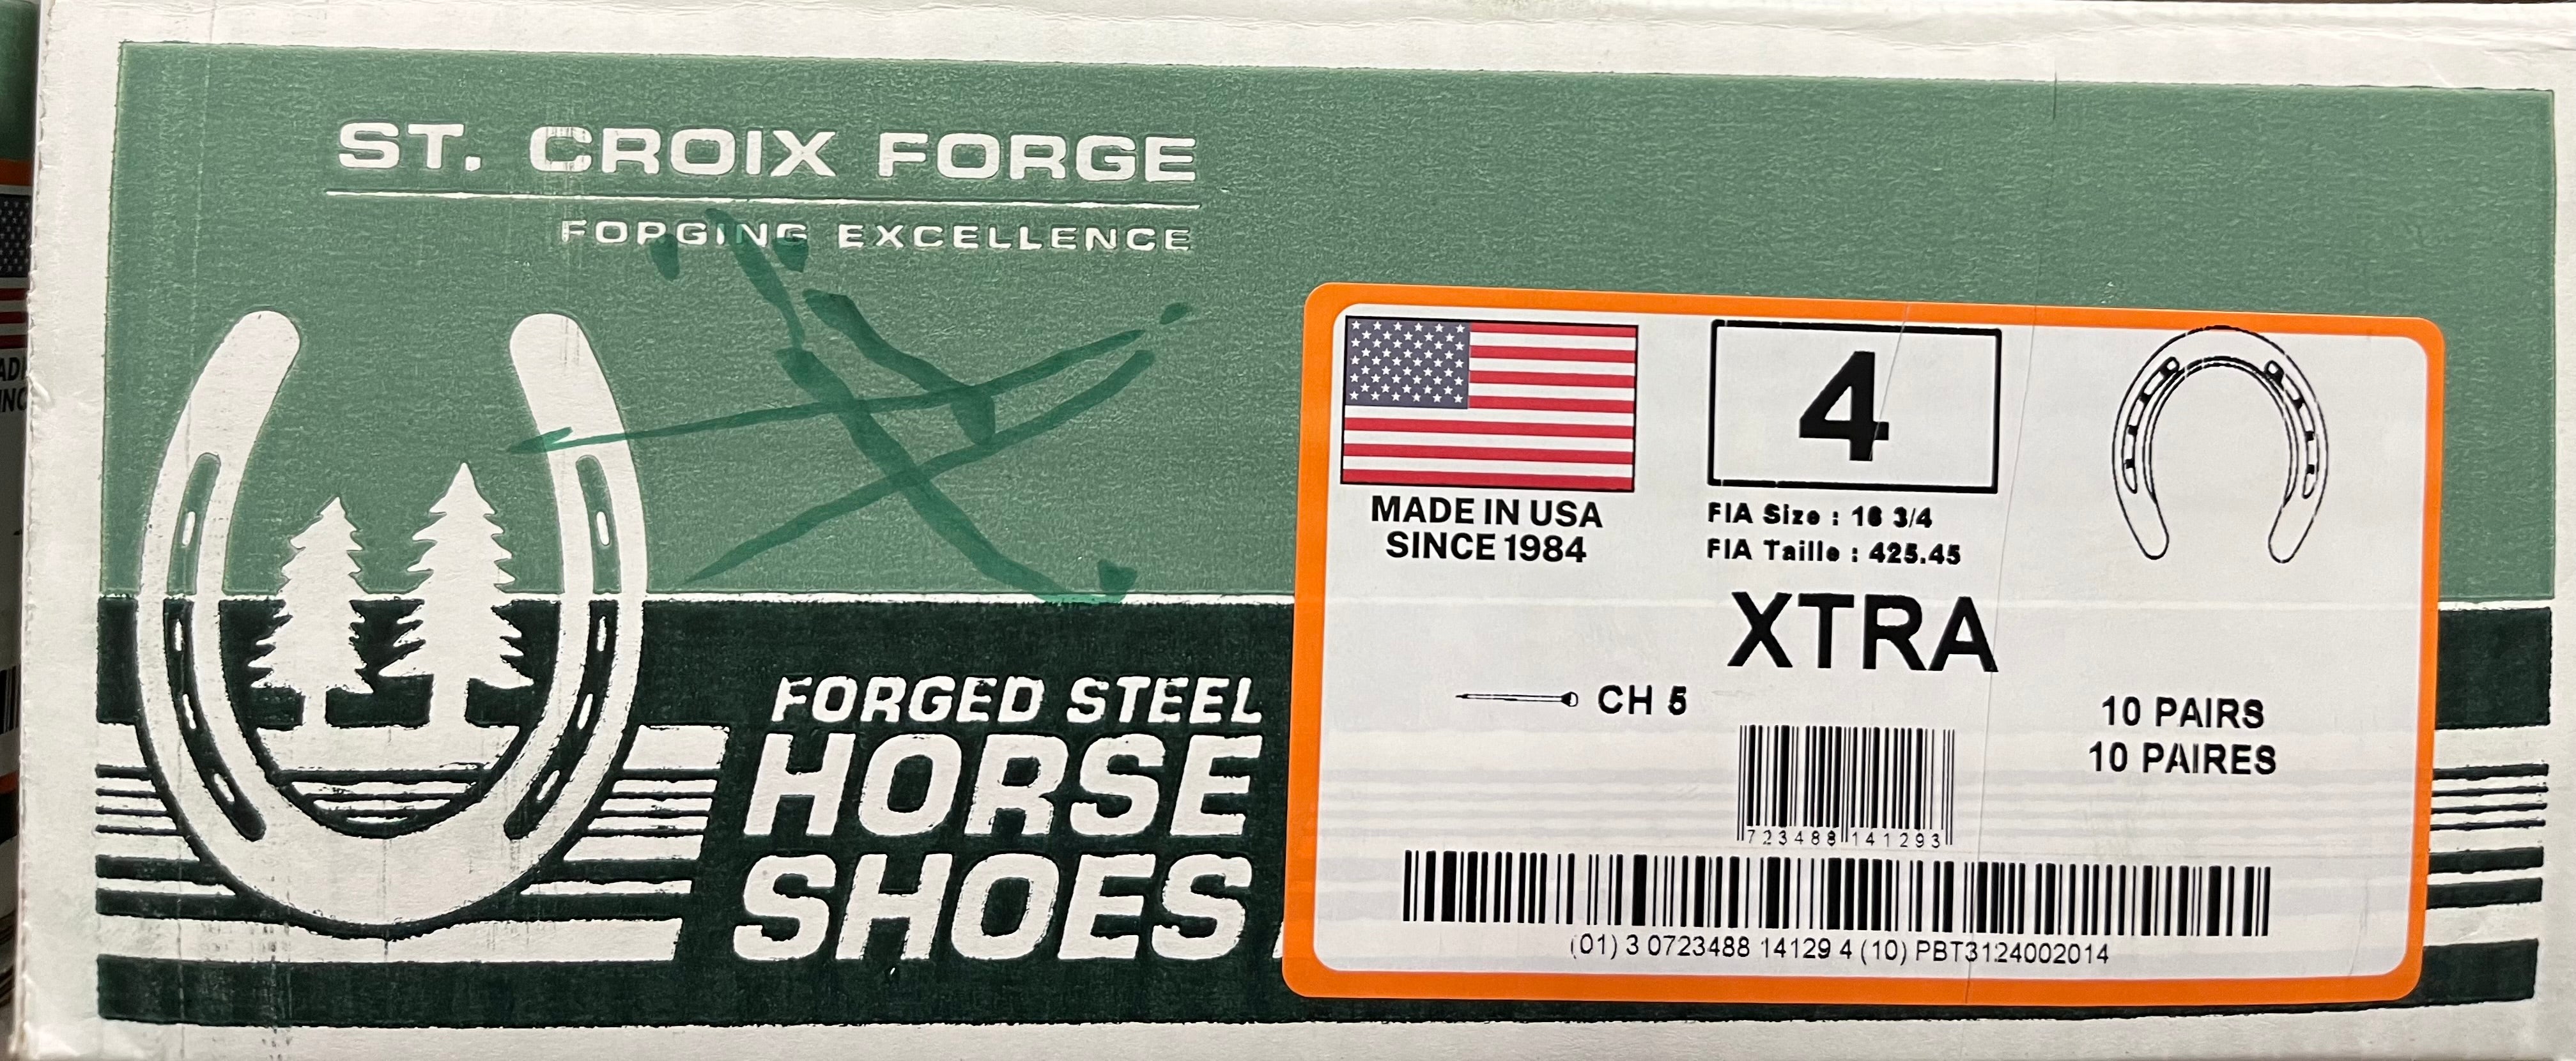 ST. CROIX FORGE
FORGING EXCELLENCE
FORGED STEEL
HORSE
SHOES
MADE IN USA
SINCE 1984
4
FIA Size : 16 3/4
FIA Taille : 425.45
XTRA
CH 5
10 PAIRS
10 PAIRES
723488 141293
(01) 3 0723488 14129 4 (10) PBT3124002014